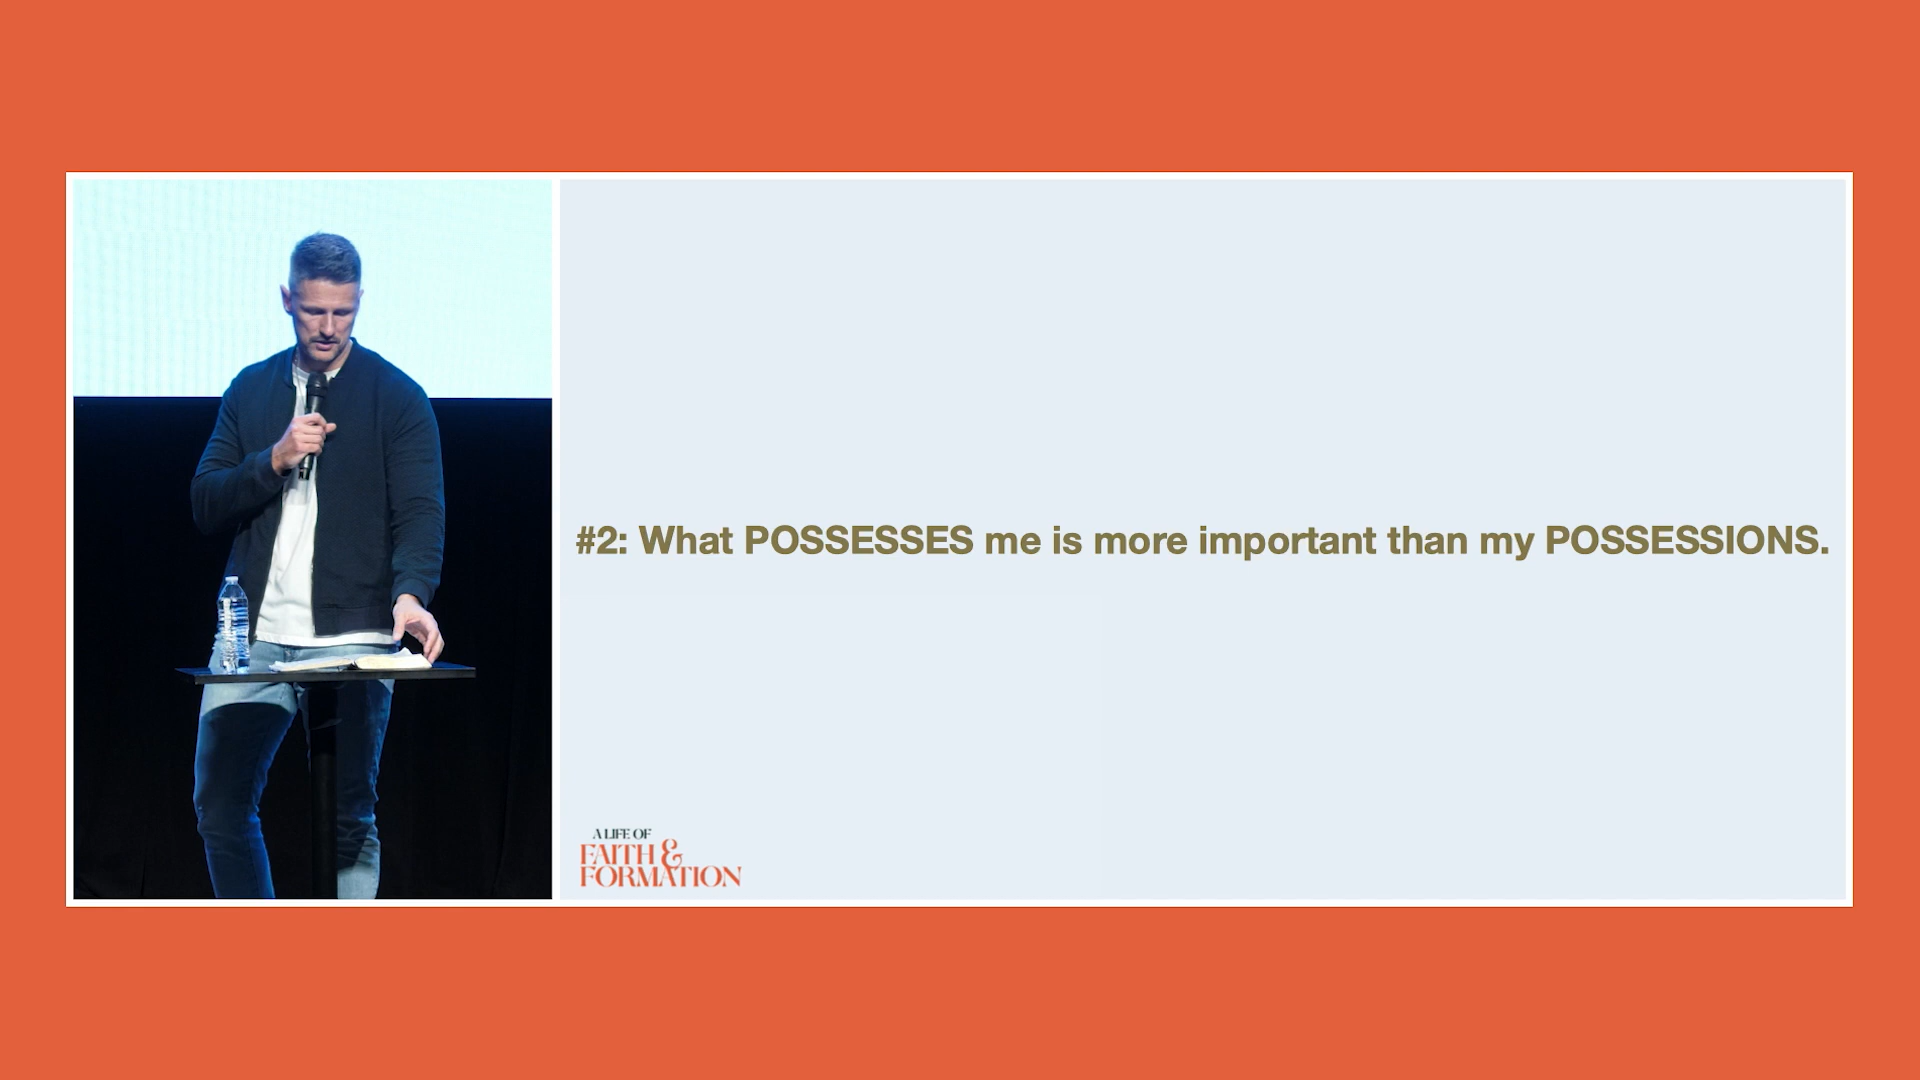 #2: What POSSESSES me is more important than my POSSESSIONS.
A LIFE OF
FAITH &
FORMATION